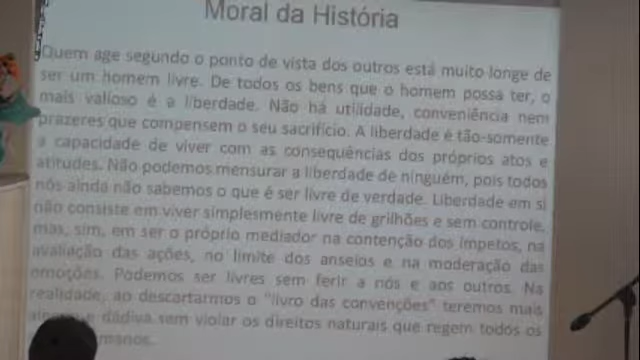 Moral da História
Quem age segundo o ponto de vista dos outros está muito longe de
ser um homem livre. De todos os bens que o homem possa ter, o
mais valioso é a liberdade. Não há utilidade, conveniência nem
prazeres que compensem o seu sacrifício. A liberdade é tão-somente
a capacidade de viver com as consequências dos próprios atos e
atitudes. Não podemos mensurar a liberdade de ninguém, pois todos
nós ainda não sabemos o que é ser livre de verdade. Liberdade em si
não consiste em viver simplesmente livre de grilhões e sem controle,
mas, sim, em ser o próprio mediador na contenção dos ímpetos, na
avaliação das ações, no limite dos anseios e na moderação das
emoções. Podemos ser livres sem ferir a nós e aos outros. Na
realidade, ao descartarmos o "livro das convenções" teremos mais
e dádiva sem violar os direitos naturais que regem todos os